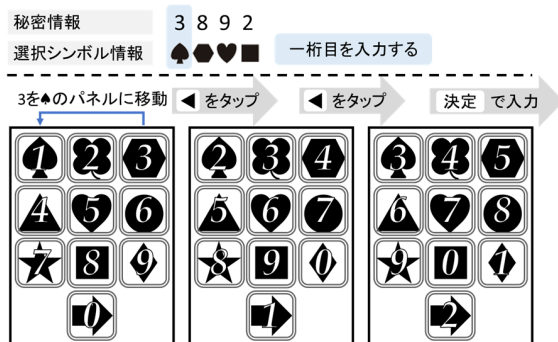 秘密情報 3 8 9 2
選択シンボル情報 ♠⬢♥■ 一桁目を入力する
3を♠のパネルに移動 ◀ をタップ ◀ をタップ 決定 で入力
1 2 3 2 3 4 3 4 5
4 5 6 5 6 7 6 7 8
7 8 9 8 9 0 9 0 1
0 1 2